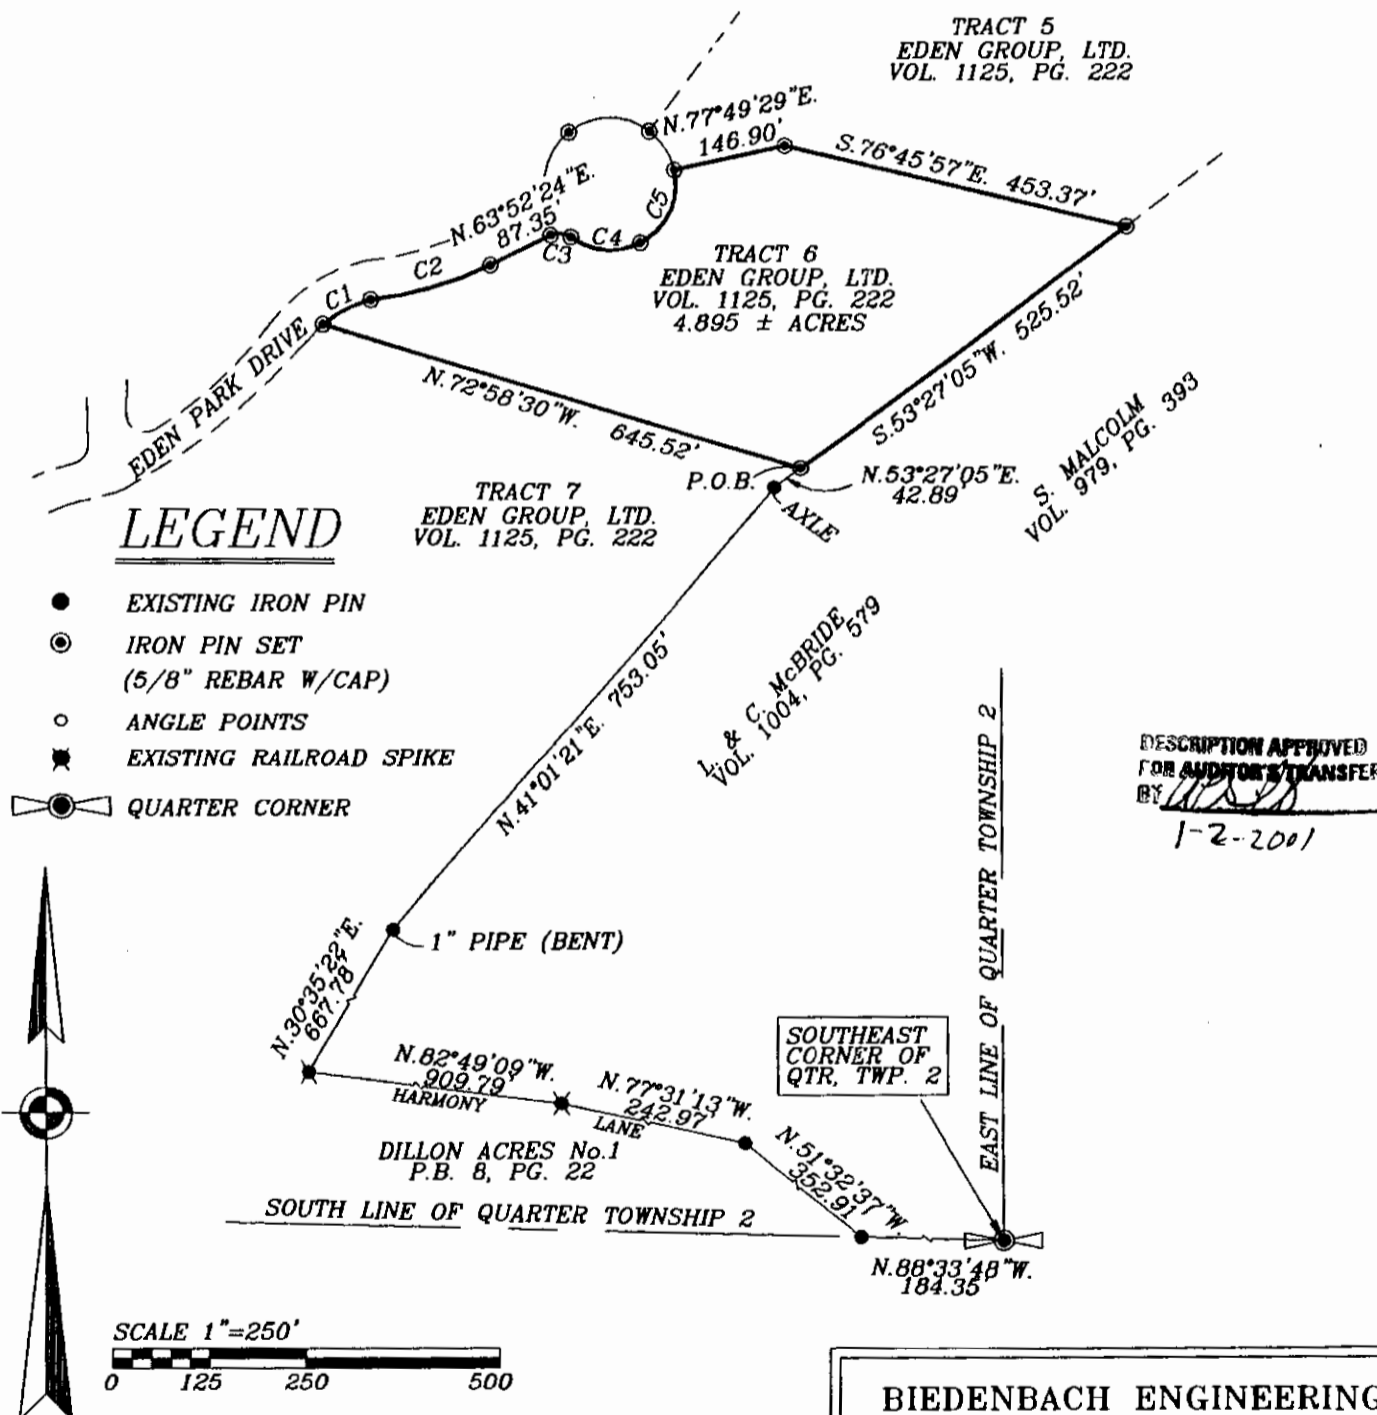 TRACT 5
EDEN GROUP, LTD.
VOL. 1125, PG. 222
N.77°49'29"E.
146.90'
S.76°45'57"E. 453.37'
N.63°52'24"E.
87.35'
C1
C2
C3
C4
C5
TRACT 6
EDEN GROUP, LTD.
VOL. 1125, PG. 222
4.895 ± ACRES
EDEN PARK DRIVE
N.72°58'30"W. 645.52'
S.53°27'05"W. 525.52'
P.O.B.
N.53°27'05"E.
42.89'
AXLE
S. MALCOLM
VOL. 979, PG. 393
TRACT 7
EDEN GROUP, LTD.
VOL. 1125, PG. 222
LEGEND
EXISTING IRON PIN
IRON PIN SET
(5/8" REBAR W/CAP)
ANGLE POINTS
EXISTING RAILROAD SPIKE
QUARTER CORNER
N.41°01'21"E. 753.05'
L. & C. McBRIDE
VOL. 1004, PG. 579
EAST LINE OF QUARTER TOWNSHIP 2
DESCRIPTION APPROVED
FOR AUDITOR'S TRANSFER
BY
1-2-2001
1" PIPE (BENT)
N.30°35'22"E.
667.78'
N.82°49'09"W.
909.79'
HARMONY
LANE
N.77°31'13"W.
242.97'
N.51°32'37"W.
352.91'
SOUTHEAST
CORNER OF
QTR, TWP. 2
DILLON ACRES No.1
P.B. 8, PG. 22
SOUTH LINE OF QUARTER TOWNSHIP 2
N.88°33'48"W.
184.35'
SCALE 1"=250'
0 125 250 500
BIEDENBACH ENGINEERING